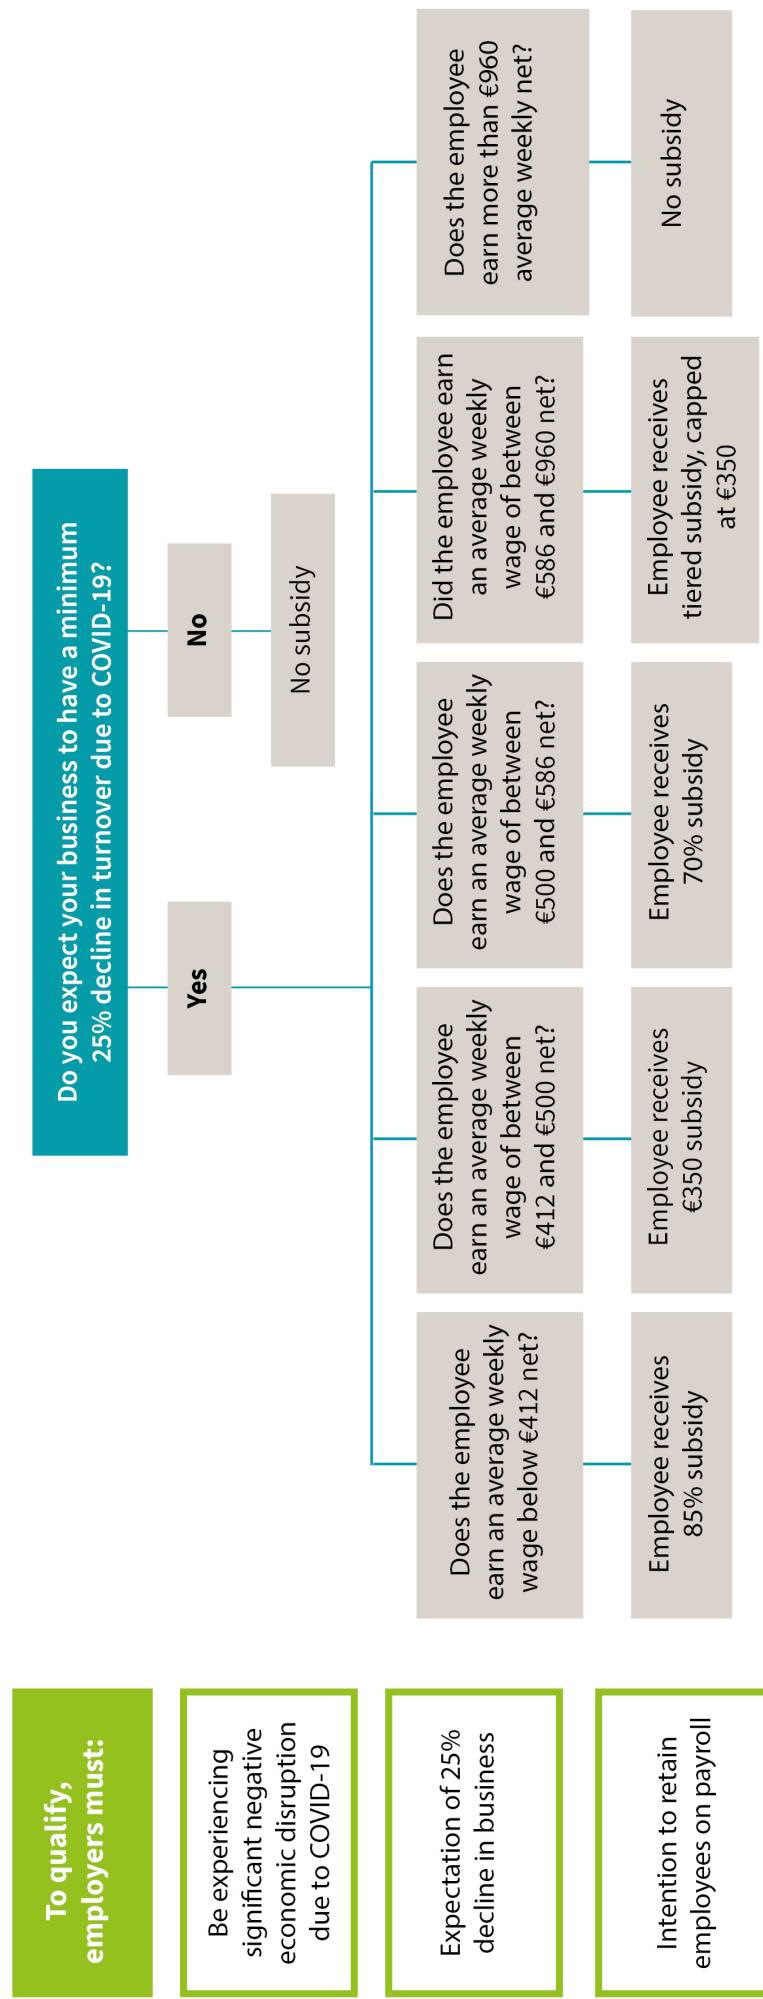 To qualify,
employers must:
Be experiencing
significant negative
economic disruption
due to COVID-19
Expectation of 25%
decline in business
Intention to retain
employees on payroll
Do you expect your business to have a minimum
25% decline in turnover due to COVID-19?
Yes
No
No subsidy
Does the employee
earn an average weekly
wage below €412 net?
Employee receives
85% subsidy
Does the employee
earn an average weekly
wage of between
€412 and €500 net?
Employee receives
€350 subsidy
Does the employee
earn an average weekly
wage of between
€500 and €586 net?
Employee receives
70% subsidy
Did the employee earn
an average weekly
wage of between
€586 and €960 net?
Employee receives
tiered subsidy, capped
at €350
Does the employee
earn more than €960
average weekly net?
No subsidy